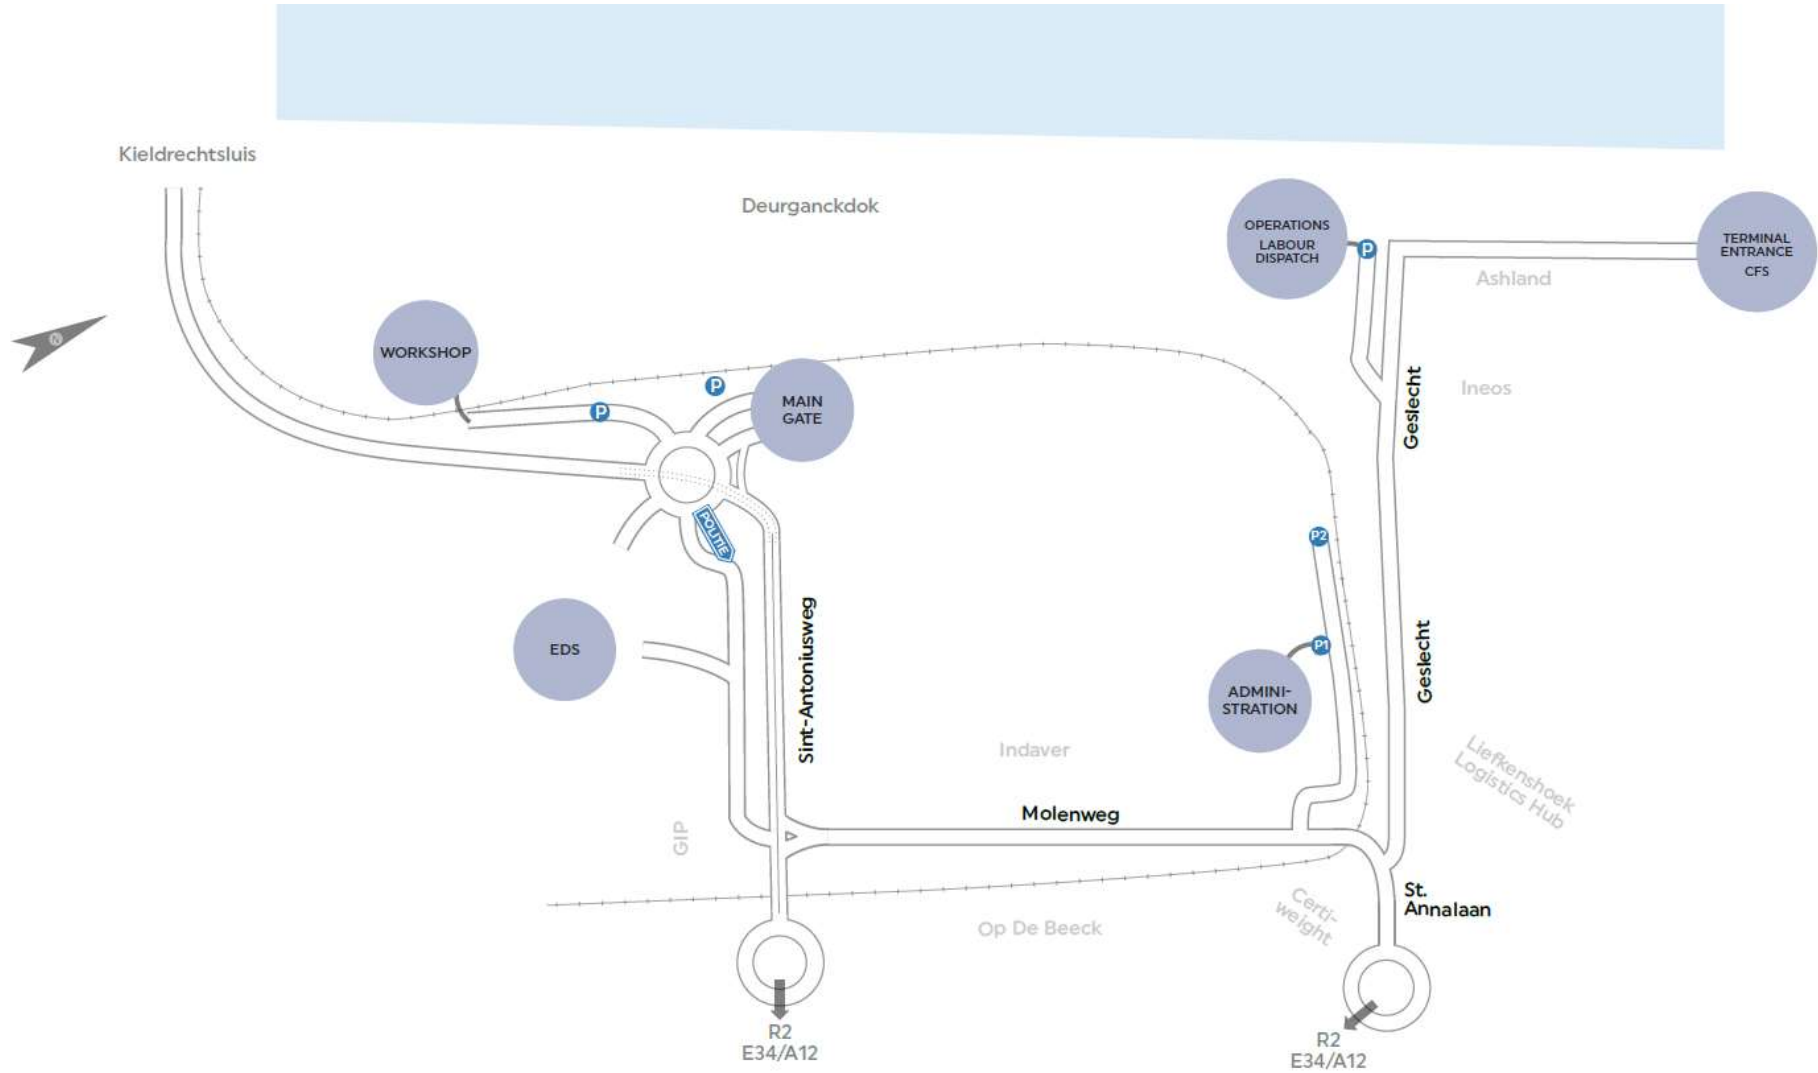 Kieldrechtsluis
Deurganckdok
OPERATIONS
LABOUR
DISPATCH
P
TERMINAL
ENTRANCE
CFS
Ashland
N
WORKSHOP
P
P
MAIN
GATE
Geslecht
Ineos
POLITIE
P2
EDS
Sint-Antoniusweg
P1
ADMINI-
STRATION
Geslecht
Indaver
Liefkenshoek
Logistics Hub
Molenweg
GIP
St.
Annalaan
Certi-
weight
Op De Beeck
R2
E34/A12
R2
E34/A12